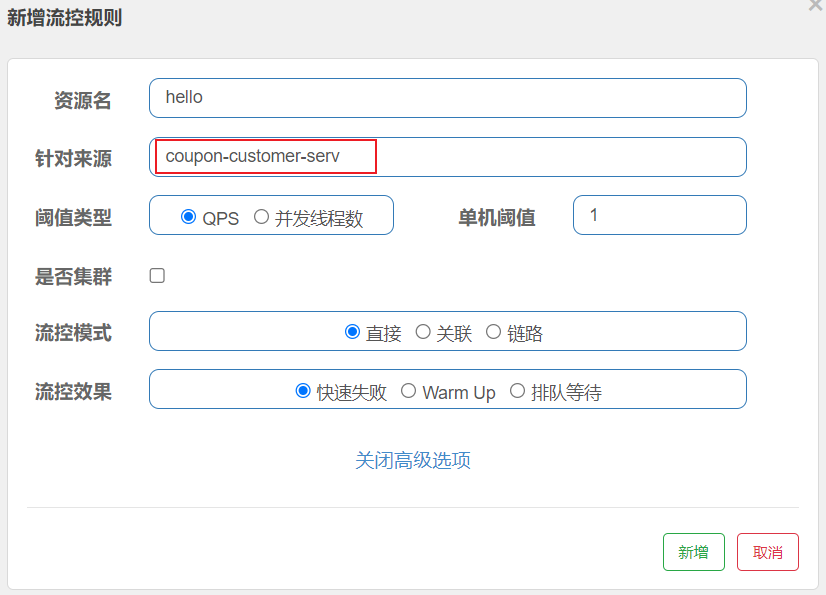 新增流控规则
资源名 hello
针对来源 coupon-customer-serv
阈值类型 QPS 并发线程数 单机阈值 1
是否集群
流控模式 直接 关联 链路
流控效果 快速失败 Warm Up 排队等待
关闭高级选项
新增 取消